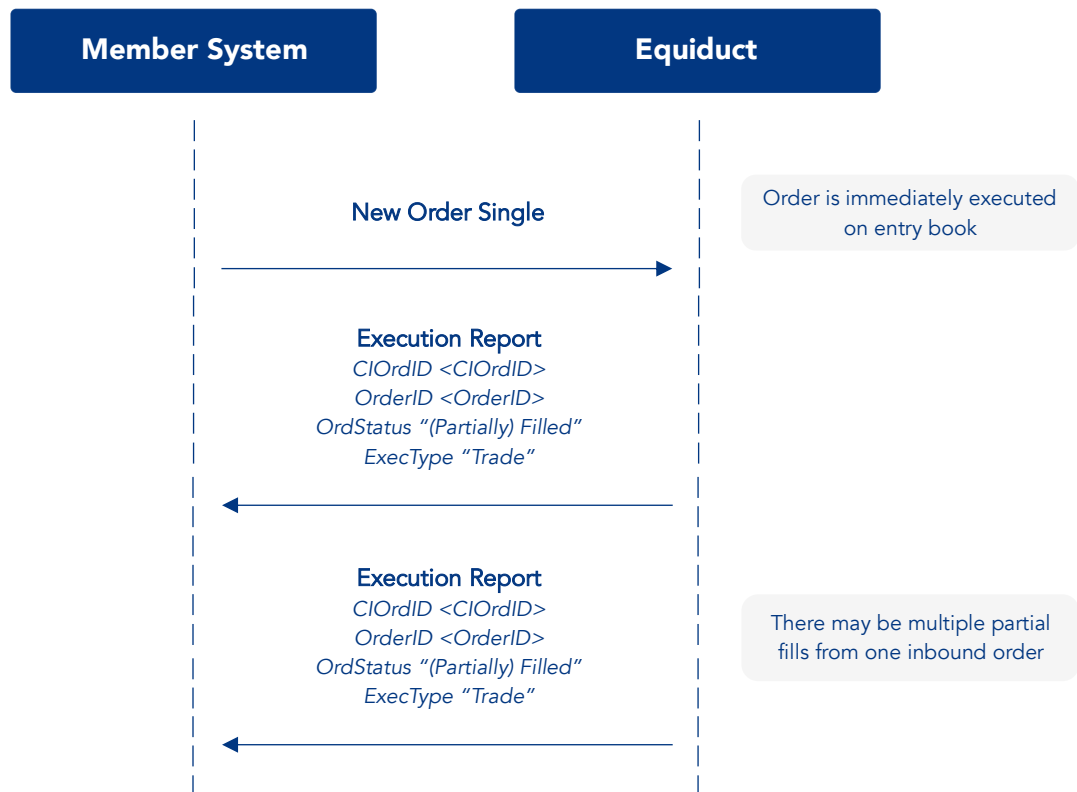 Member System
Equiduct
New Order Single
Order is immediately executed
on entry book
Execution Report
ClOrdID <ClOrdID>
OrderID <OrderID>
OrdStatus “(Partially) Filled”
ExecType “Trade”
Execution Report
ClOrdID <ClOrdID>
OrderID <OrderID>
OrdStatus “(Partially) Filled”
ExecType “Trade”
There may be multiple partial
fills from one inbound order